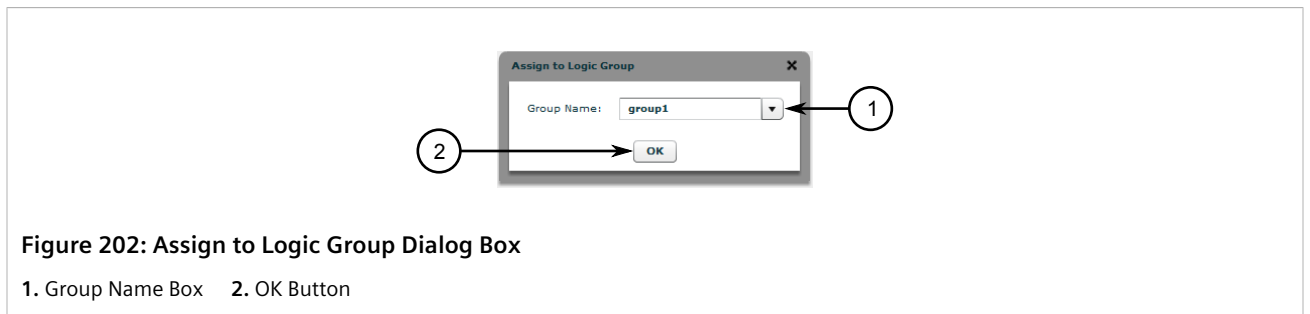 Assign to Logic Group
Group Name: group1
1
2
OK
Figure 202: Assign to Logic Group Dialog Box
1. Group Name Box 2. OK Button